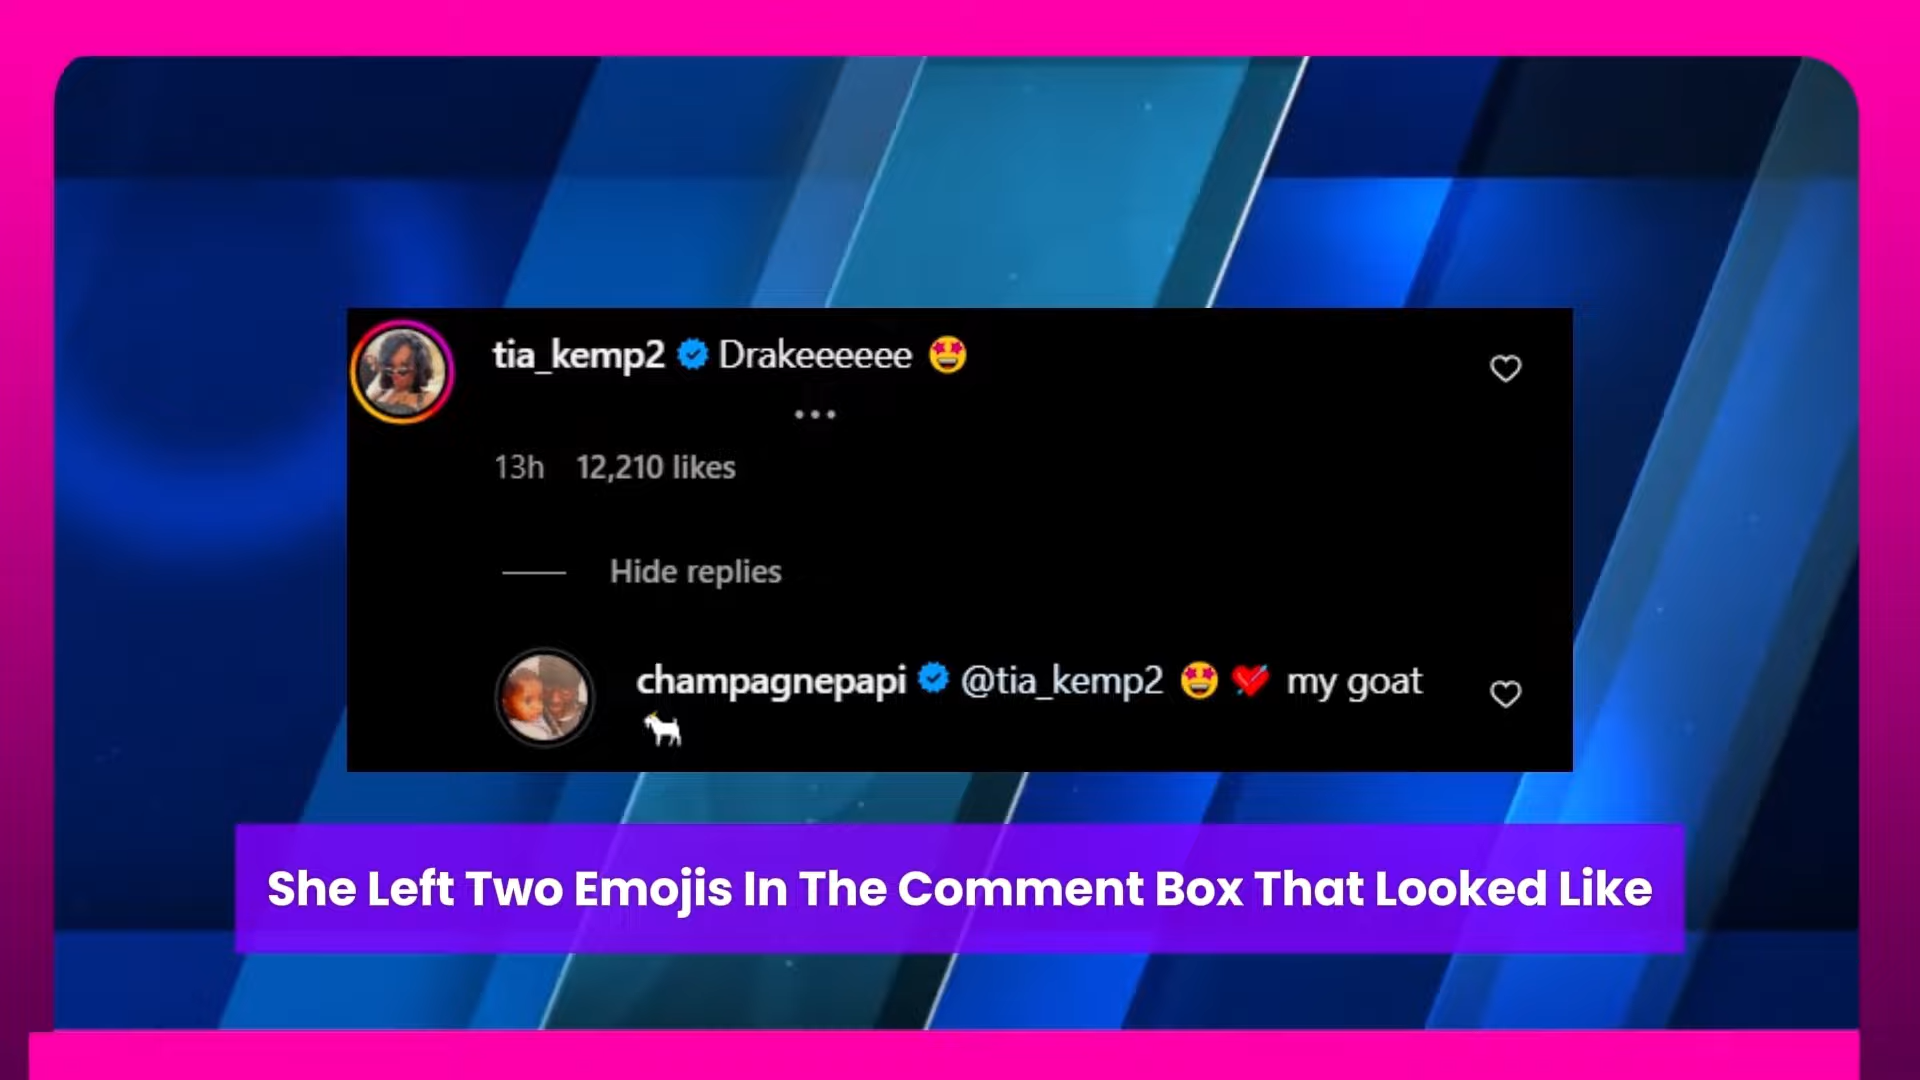 tia_kemp2 Drakeeeeee 🤩
13h 12,210 likes
Hide replies
champagnepapi @tia_kemp2 🤩 💘 my goat
🐐
She Left Two Emojis In The Comment Box That Looked Like